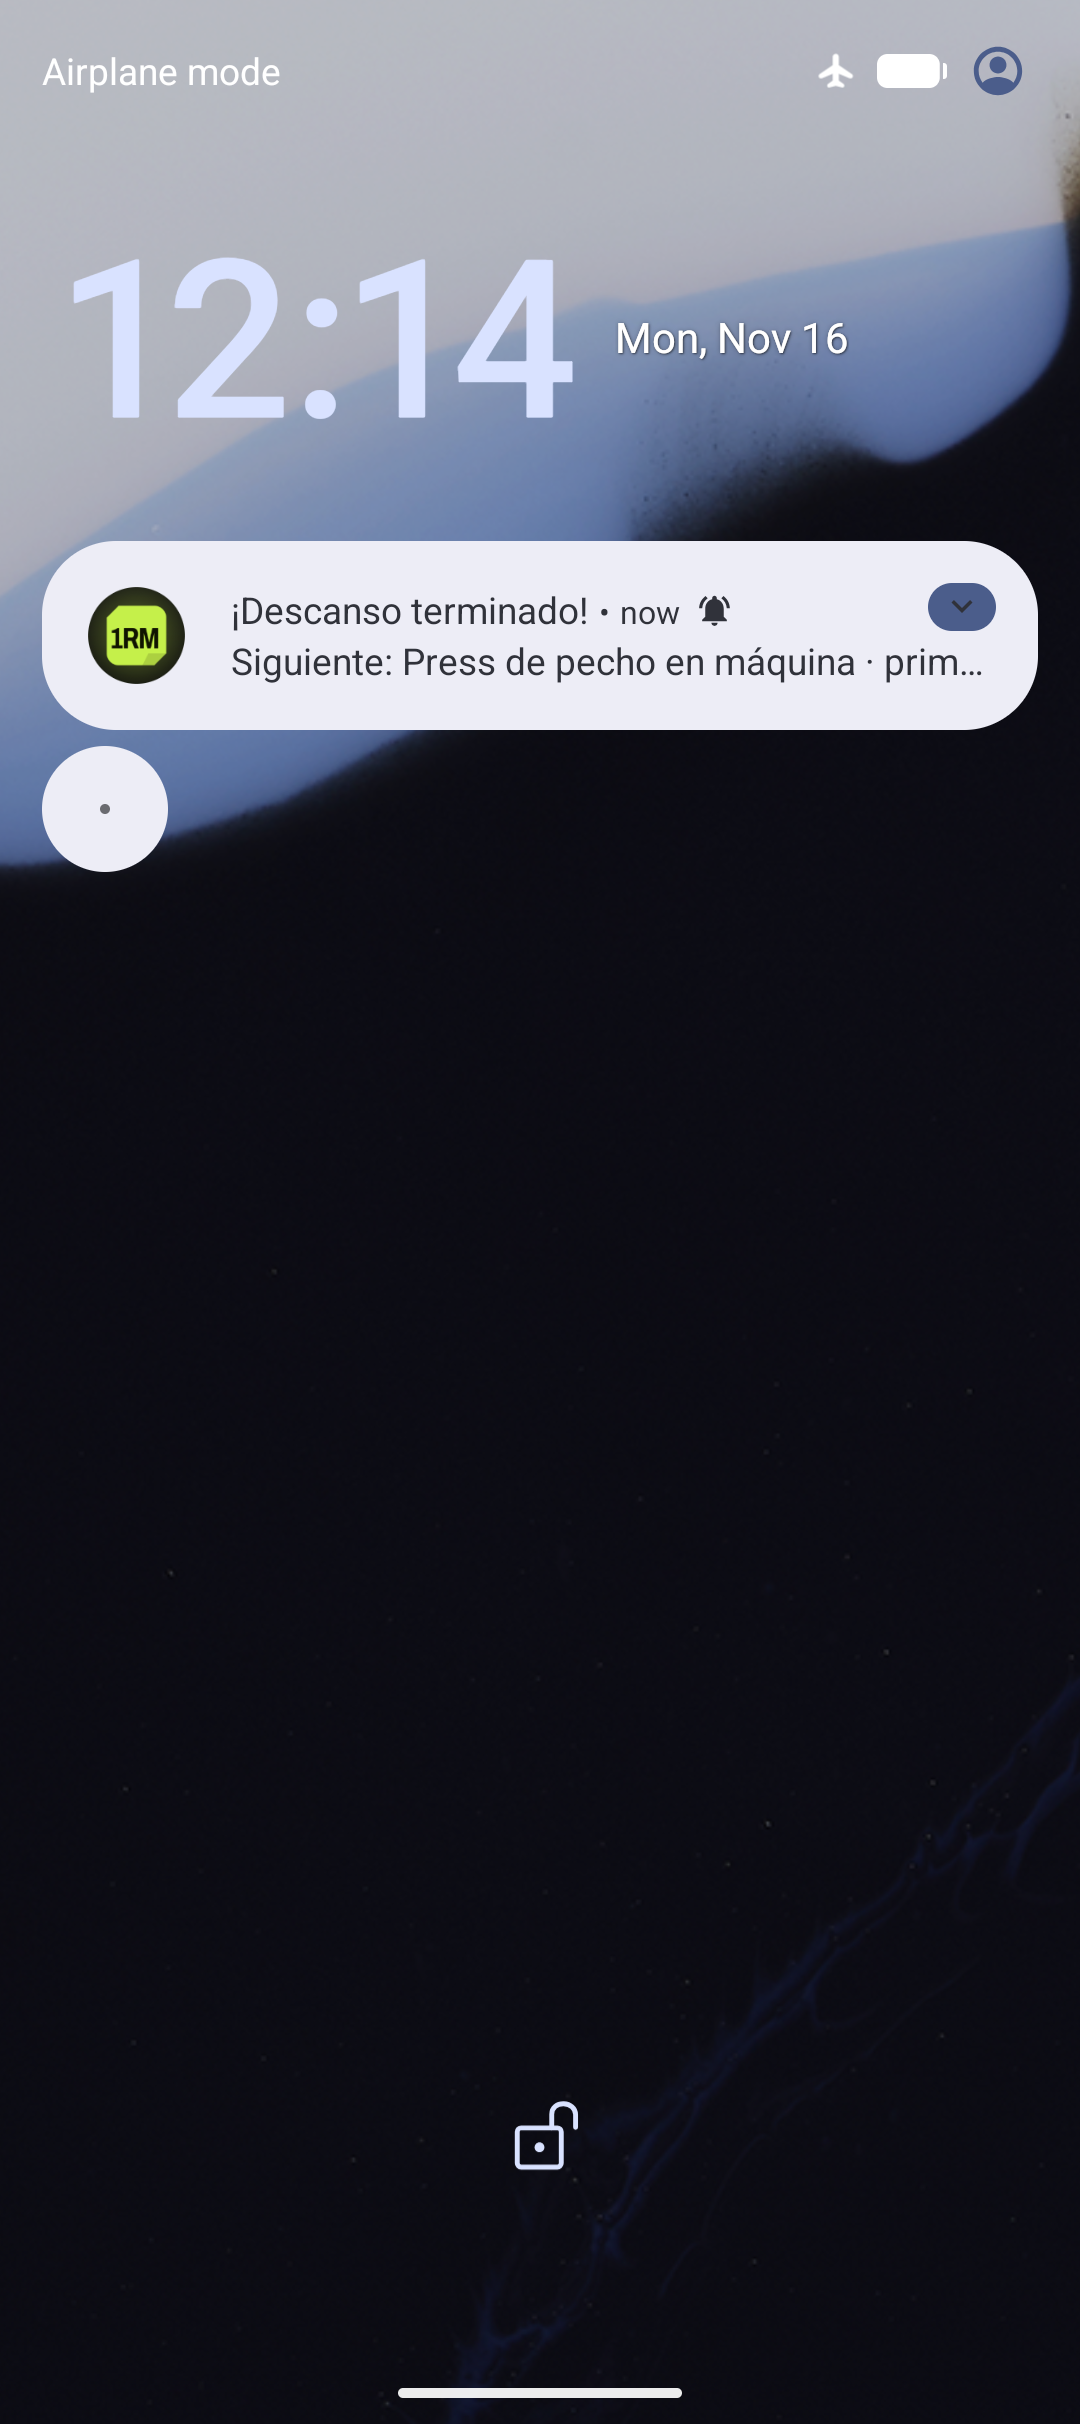 Airplane mode
12:14
Mon, Nov 16
1RM
¡Descanso terminado! • now
Siguiente: Press de pecho en máquina · prim...